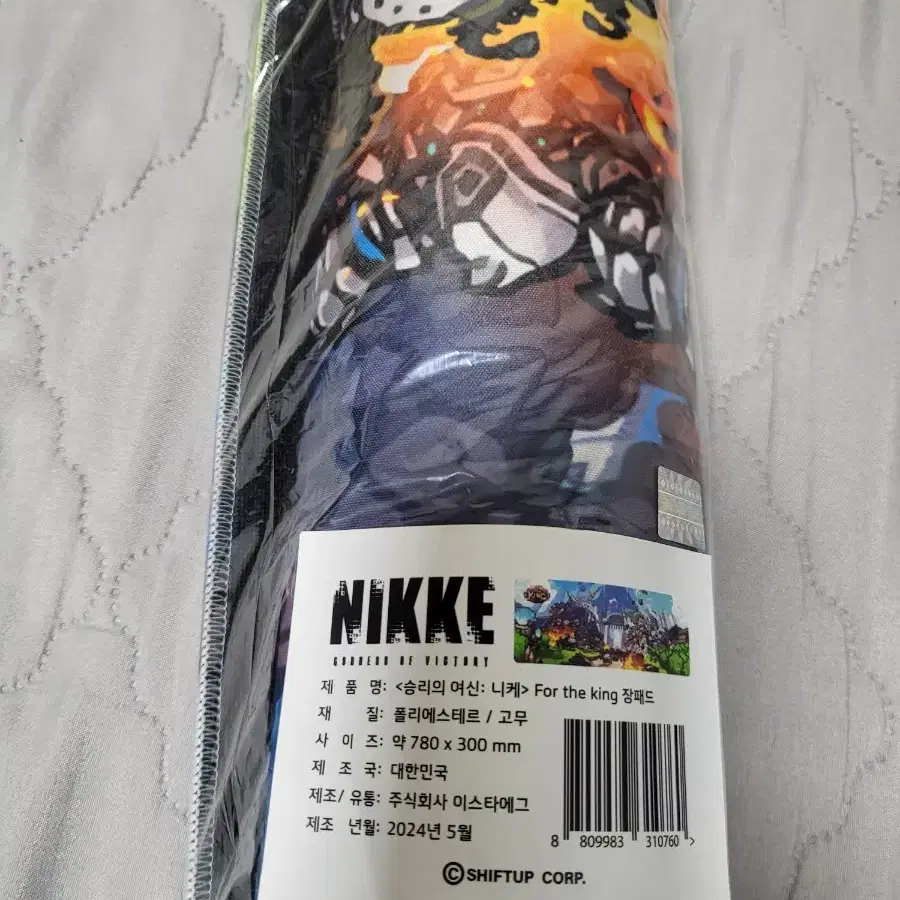 NIKKE
GODDESS OF VICTORY
제 품 명: <승리의 여신: 니케> For the king 장패드
재 질: 폴리에스테르 / 고무
사 이 즈: 약 780 x 300 mm
제 조 국: 대한민국
제조/ 유통: 주식회사 이스타에그
제조 년월: 2024년 5월
8 809983 310760 >
©SHIFTUP CORP.